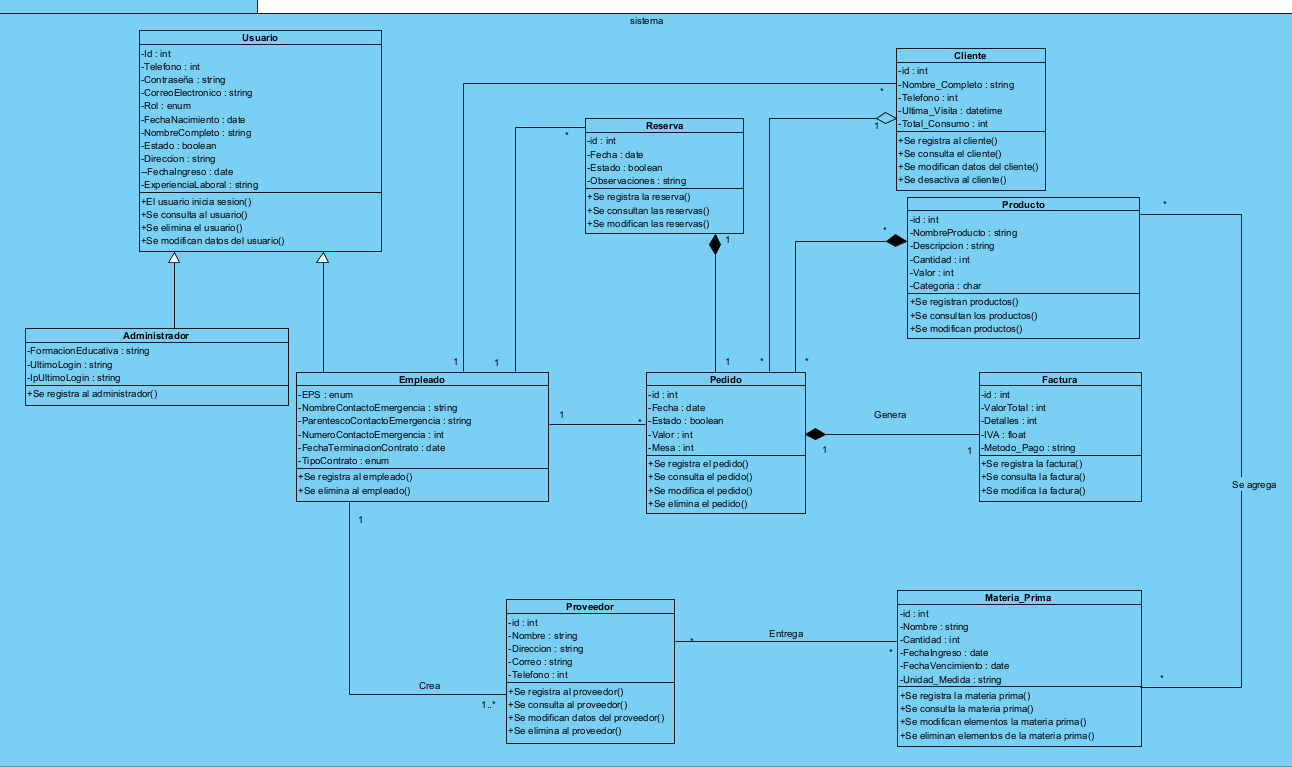 sistema
Usuario
-Id : int
-Telefono : int
-Contraseña : string
-CorreoElectronico : string
-Rol : enum
-FechaNacimiento : date
-NombreCompleto : string
-Estado : boolean
-Direccion : string
--FechaIngreso : date
-ExperienciaLaboral : string
+El usuario inicia sesion()
+Se consulta al usuario()
+Se elimina el usuario()
+Se modifican datos del usuario()
Cliente
-id : int
-Nombre_Completo : string
-Telefono : int
-Ultima_Visita : datetime
-Total_Consumo : int
+Se registra al cliente()
+Se consulta el cliente()
+Se modifican datos del cliente()
+Se desactiva al cliente()
*
1
Reserva
-id : int
-Fecha : date
-Estado : boolean
-Observaciones : string
+Se registra la reserva()
+Se consultan las reservas()
+Se modifican las reservas()
*
1
Producto
-id : int
-NombreProducto : string
-Descripcion : string
-Cantidad : int
-Valor : int
-Categoria : char
+Se registran productos()
+Se consultan los productos()
+Se modifican productos()
*
*
Administrador
-FormacionEducativa : string
-UltimoLogin : string
-IpUltimoLogin : string
+Se registra al administrador()
1
1
1
*
*
Empleado
-EPS : enum
-NombreContactoEmergencia : string
-ParentescoContactoEmergencia : string
-NumeroContactoEmergencia : int
-FechaTerminacionContrato : date
-TipoContrato : enum
+Se registra al empleado()
+Se elimina al empleado()
1
*
Pedido
-id : int
-Fecha : date
-Estado : boolean
-Valor : int
-Mesa : int
+Se registra el pedido()
+Se consulta el pedido()
+Se modifica el pedido()
+Se elimina el pedido()
Genera
1
1
Factura
-id : int
-ValorTotal : int
-Detalles : int
-IVA : float
-Metodo_Pago : string
+Se registra la factura()
+Se consulta la factura()
+Se modifica la factura()
Se agrega
1
Crea
1..*
Proveedor
-id : int
-Nombre : string
-Direccion : string
-Correo : string
-Telefono : int
+Se registra al proveedor()
+Se consulta al proveedor()
+Se modifican datos del proveedor()
+Se elimina al proveedor()
Entrega
*
*
Materia_Prima
-id : int
-Nombre : string
-Cantidad : int
-FechaIngreso : date
-FechaVencimiento : date
-Unidad_Medida : string
+Se registra la materia prima()
+Se consulta la materia prima()
+Se modifican elementos la materia prima()
+Se eliminan elementos de la materia prima()
*